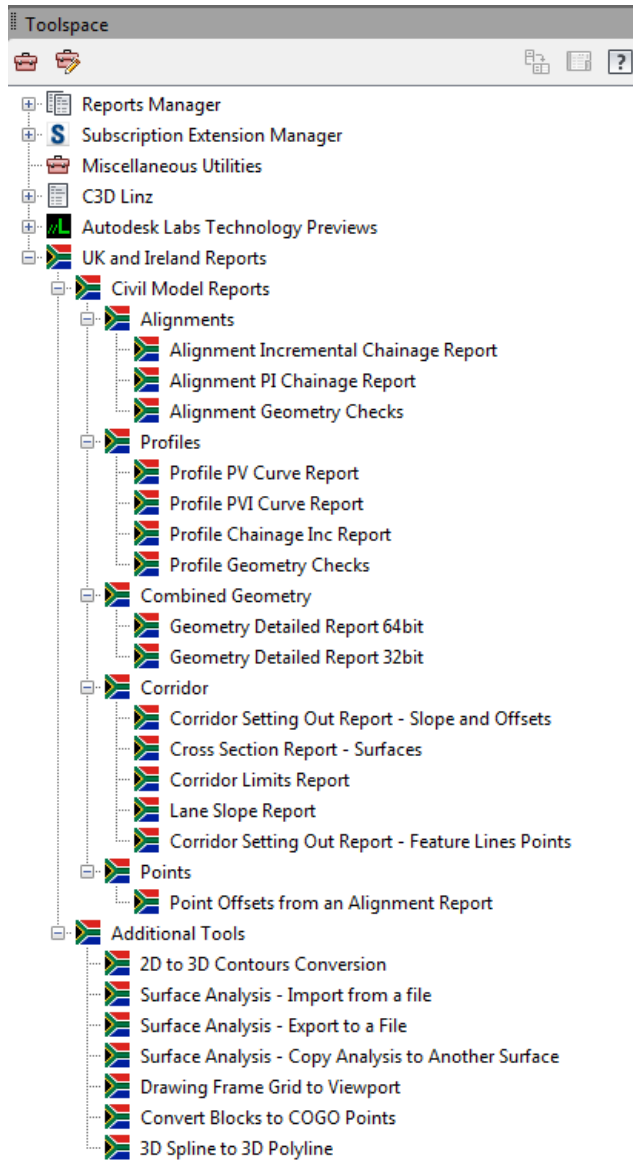 Toolspace
?
Reports Manager
S Subscription Extension Manager
Miscellaneous Utilities
C3D Linz
L Autodesk Labs Technology Previews
UK and Ireland Reports
Civil Model Reports
Alignments
Alignment Incremental Chainage Report
Alignment PI Chainage Report
Alignment Geometry Checks
Profiles
Profile PV Curve Report
Profile PVI Curve Report
Profile Chainage Inc Report
Profile Geometry Checks
Combined Geometry
Geometry Detailed Report 64bit
Geometry Detailed Report 32bit
Corridor
Corridor Setting Out Report - Slope and Offsets
Cross Section Report - Surfaces
Corridor Limits Report
Lane Slope Report
Corridor Setting Out Report - Feature Lines Points
Points
Point Offsets from an Alignment Report
Additional Tools
2D to 3D Contours Conversion
Surface Analysis - Import from a file
Surface Analysis - Export to a File
Surface Analysis - Copy Analysis to Another Surface
Drawing Frame Grid to Viewport
Convert Blocks to COGO Points
3D Spline to 3D Polyline